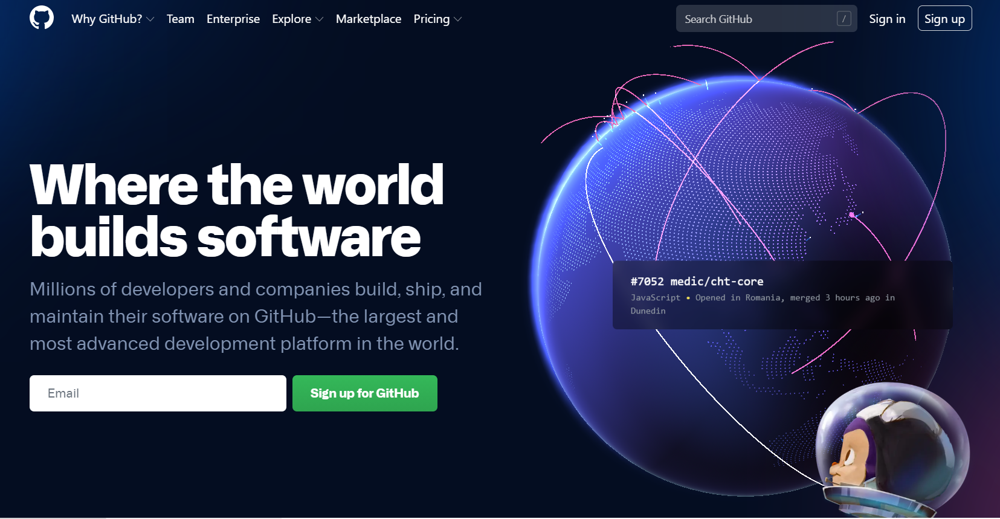 Why GitHub? Team Enterprise Explore Marketplace Pricing Search GitHub / Sign in Sign up
Where the world
builds software
Millions of developers and companies build, ship, and
maintain their software on GitHub—the largest and
most advanced development platform in the world.
Email Sign up for GitHub
#7052 medic/cht-core
JavaScript • Opened in Romania, merged 3 hours ago in
Dunedin